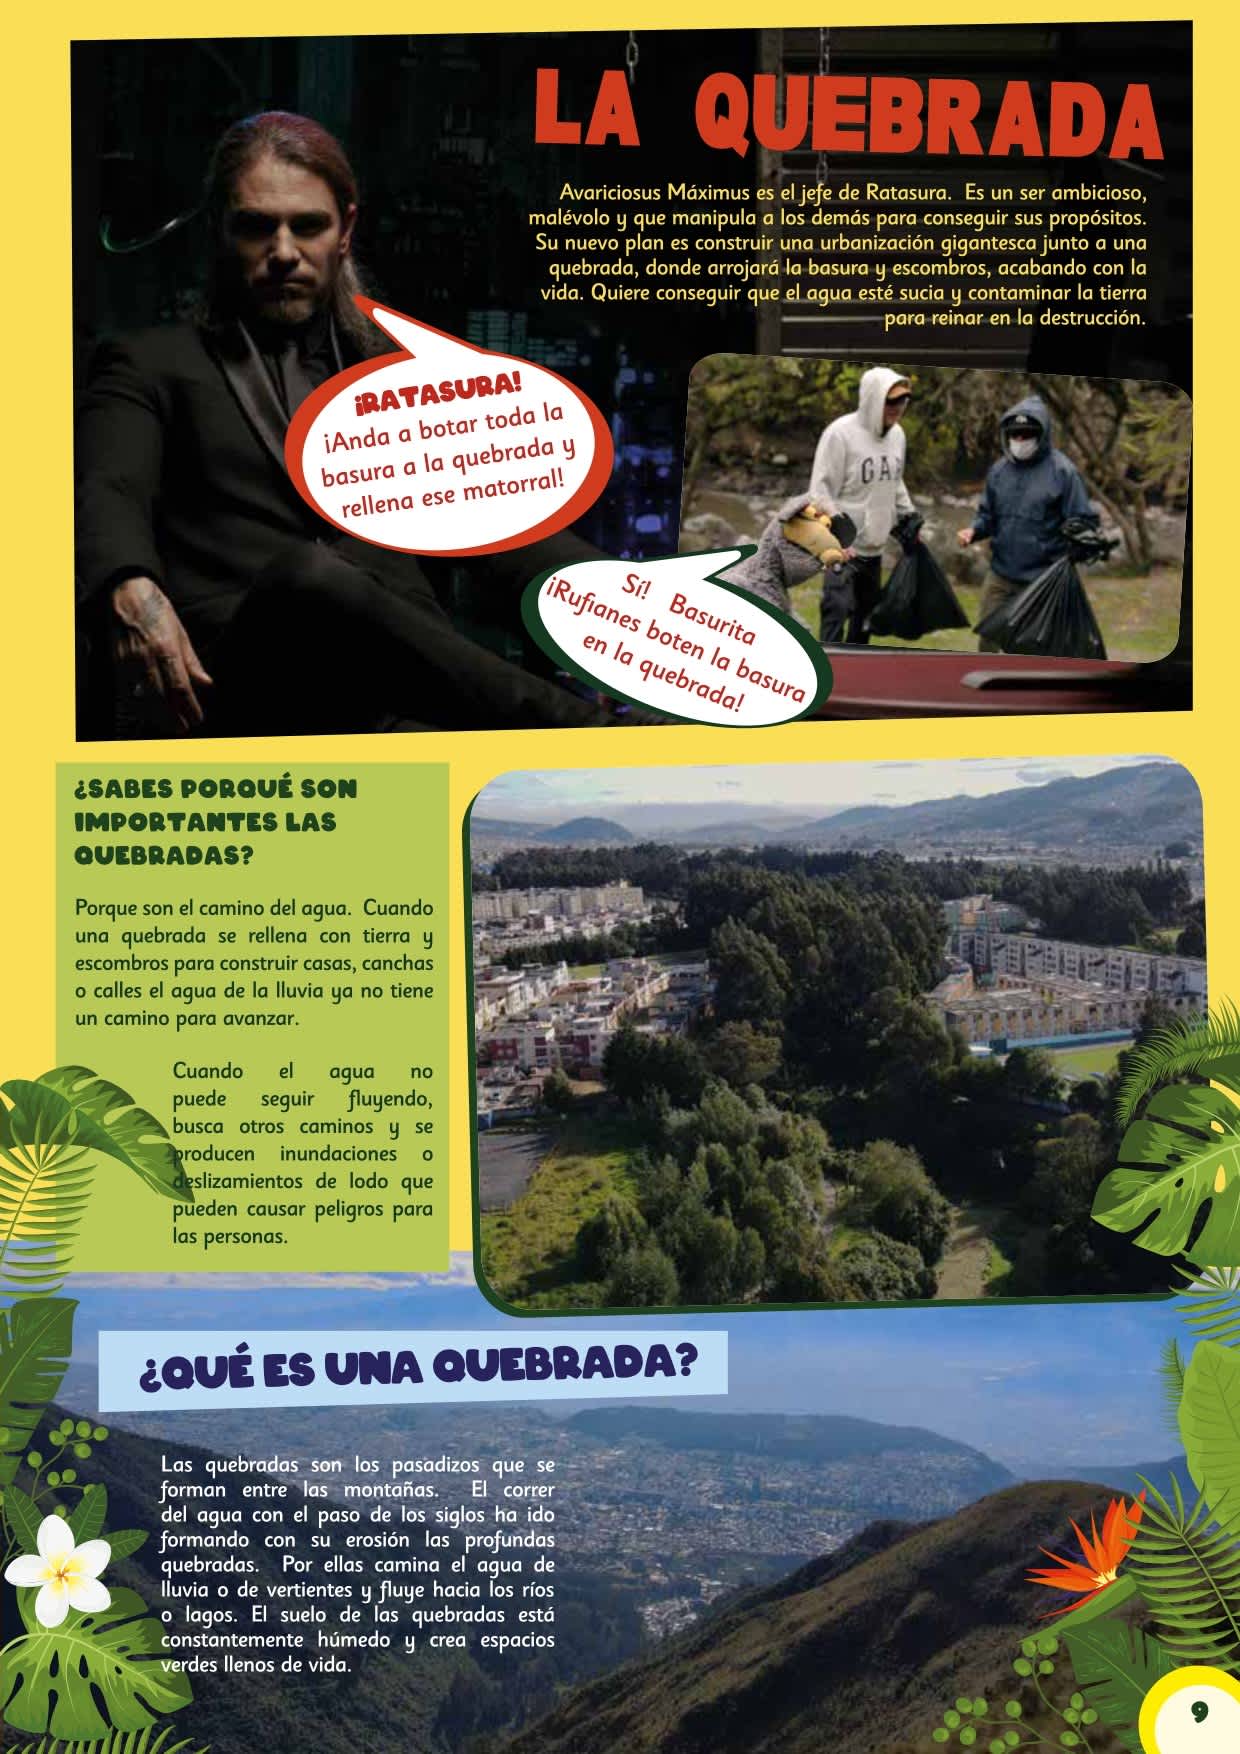 LA QUEBRADA
Avariciosus Máximus es el jefe de Ratasura. Es un ser ambicioso,
malévolo y que manipula a los demás para conseguir sus propósitos.
Su nuevo plan es construir una urbanización gigantesca junto a una
quebrada, donde arrojará la basura y escombros, acabando con la
vida. Quiere conseguir que el agua esté sucia y contaminar la tierra
para reinar en la destrucción.
¡RATASURA!
¡Anda a botar toda la
basura a la quebrada y
rellena ese matorral!
GAP
Sí! Basurita
¡Rufianes boten la basura
en la quebrada!
¿SABES PORQUÉ SON
IMPORTANTES LAS
QUEBRADAS?
Porque son el camino del agua. Cuando
una quebrada se rellena con tierra y
escombros para construir casas, canchas
o calles el agua de la lluvia ya no tiene
un camino para avanzar.
Cuando el agua no
puede seguir fluyendo,
busca otros caminos y se
producen inundaciones o
deslizamientos de lodo que
pueden causar peligros para
las personas.
¿QUÉ ES UNA QUEBRADA?
Las quebradas son los pasadizos que se
forman entre las montañas. El correr
del agua con el paso de los siglos ha ido
formando con su erosión las profundas
quebradas. Por ellas camina el agua de
lluvia o de vertientes y fluye hacia los ríos
o lagos. El suelo de las quebradas está
constantemente húmedo y crea espacios
verdes llenos de vida.
9